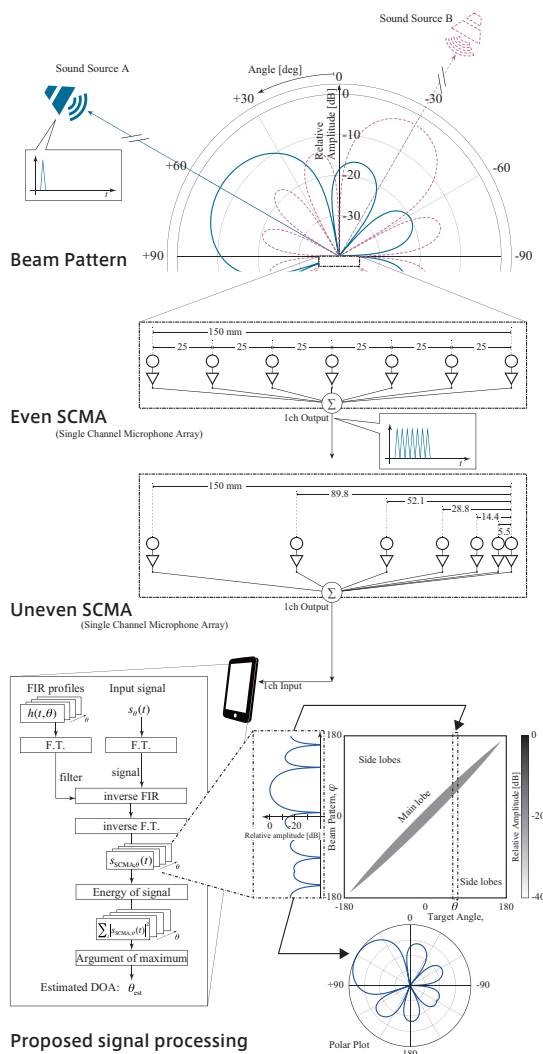 Sound Source B
Sound Source A
Angle [deg]
0
0
+30
-30
Relative
Amplitude [dB]
-10
-20
-30
+60
-60
t
+90
-90
Beam Pattern
150 mm
25 25 25 25 25 25
Σ
Even SCMA
(Single Channel Microphone Array)
1ch Output
t
150 mm
89.8
52.1
28.8
14.4
5.5
Σ
Uneven SCMA
(Single Channel Microphone Array)
1ch Output
1ch Input
FIR profiles
Input signal
h(t,θ)
θ
s_θ(t)
F.T.
F.T.
filter
signal
inverse FIR
inverse F.T.
s_SCMA;θ(t)
θ
Energy of signal
∑|s_SCMA;θ(t)|²
θ
Argument of maximum
Estimated DOA: θ_est
0 -20
Relative amplitude [dB]
Beam Pattern, φ
180
0
-180
Side lobes
Main lobe
Side lobes
-180 0 θ 180
Target Angle,
Relative Amplitude [dB]
0
-20
-40
0
+90
-90
Polar Plot
Proposed signal processing